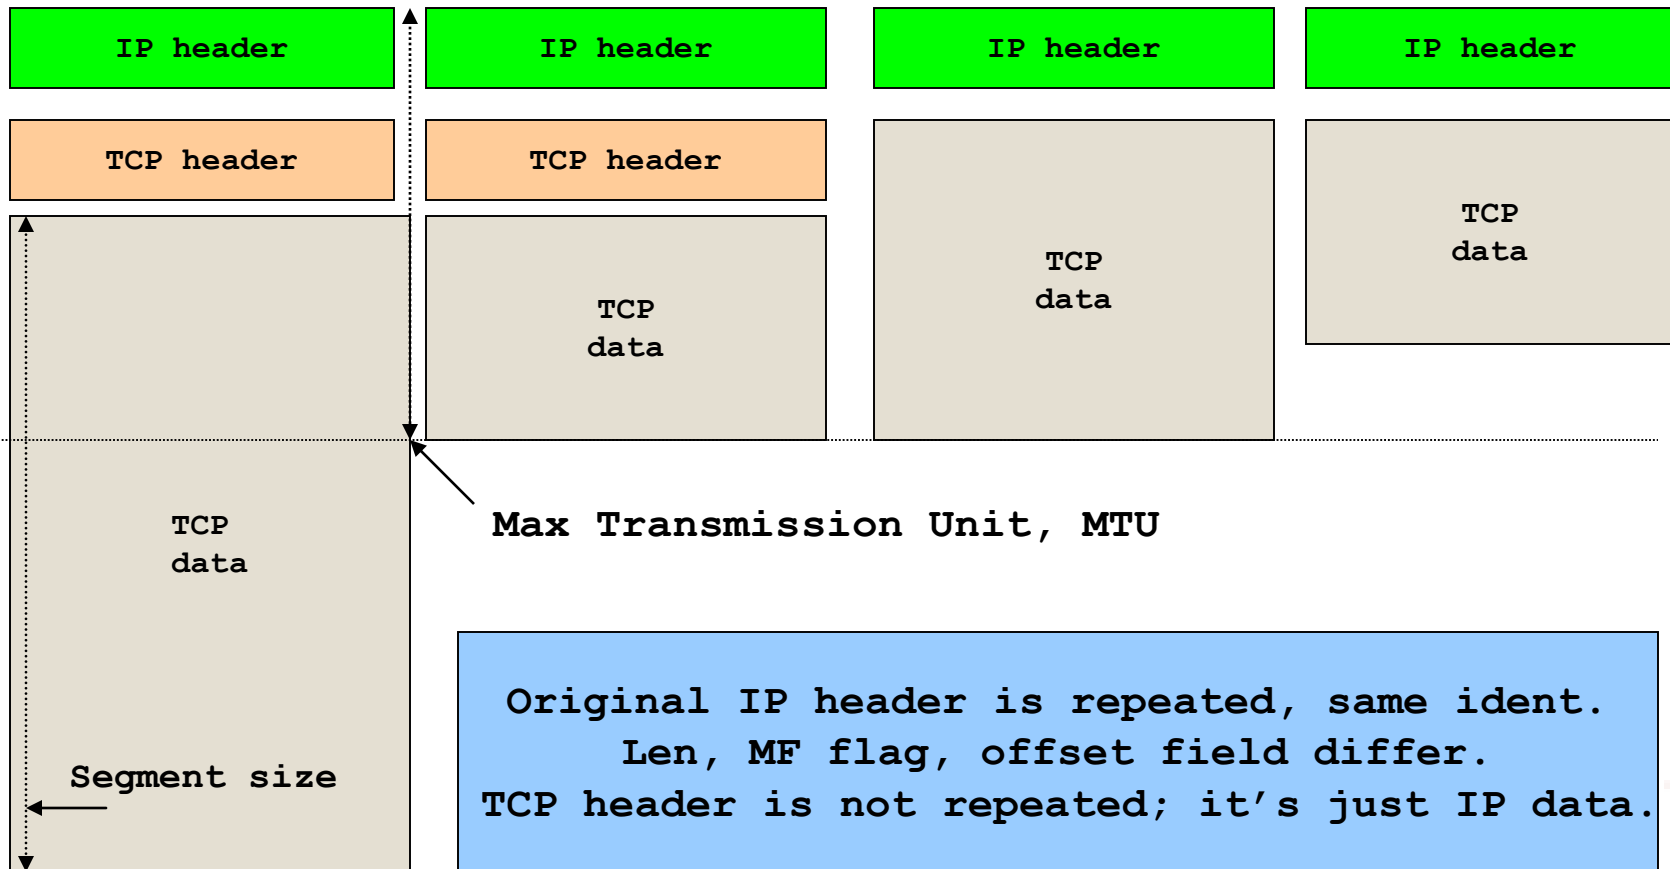 IP header
IP header
IP header
IP header
TCP header
TCP header
TCP
data
TCP
data
TCP
data
TCP
data
Max Transmission Unit, MTU
Segment size
Original IP header is repeated, same ident.
Len, MF flag, offset field differ.
TCP header is not repeated; it’s just IP data.